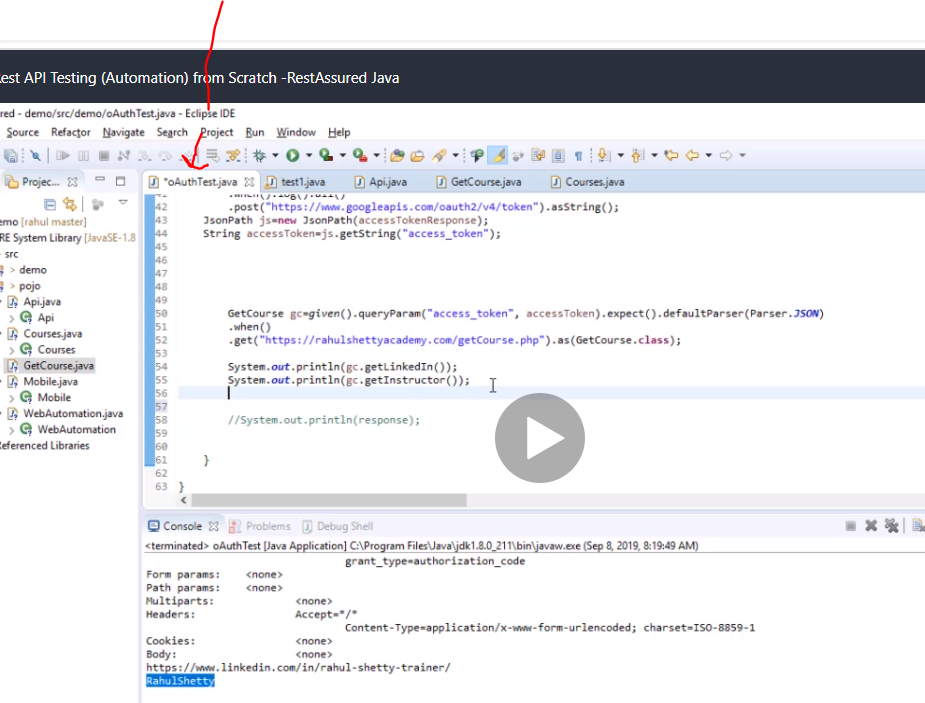 est API Testing (Automation) from Scratch -RestAssured Java
red - demo/src/demo/oAuthTest.java - Eclipse IDE
Source Refactor Navigate Search Project Run Window Help
Projec...
*oAuthTest.java test1.java Api.java GetCourse.java Courses.java
emo [rahul master]
RE System Library [JavaSE-1.8
src
> demo
> pojo
Api.java
> Api
Courses.java
> Courses
GetCourse.java
Mobile.java
> Mobile
WebAutomation.java
> WebAutomation
Referenced Libraries
41 .when().log().all()
42 .post("https://www.googleapis.com/oauth2/v4/token").asString();
43 JsonPath js=new JsonPath(accessTokenResponse);
44 String accessToken=js.getString("access_token");
45
46
47
48
49
50 GetCourse gc=given().queryParam("access_token", accessToken).expect().defaultParser(Parser.JSON)
51 .when()
52 .get("https://rahulshettyacademy.com/getCourse.php").as(GetCourse.class);
53
54 System.out.println(gc.getLinkedIn());
55 System.out.println(gc.getInstructor());
56
57
58 //System.out.println(response);
59
60
61 }
62
63 }
Console Problems Debug Shell
<terminated> oAuthTest [Java Application] C:\Program Files\Java\jdk1.8.0_211\bin\javaw.exe (Sep 8, 2019, 8:19:49 AM)
grant_type=authorization_code
Form params: <none>
Path params: <none>
Multiparts: <none>
Headers: Accept=*/*
Content-Type=application/x-www-form-urlencoded; charset=ISO-8859-1
Cookies: <none>
Body: <none>
https://www.linkedin.com/in/rahul-shetty-trainer/
RahulShetty